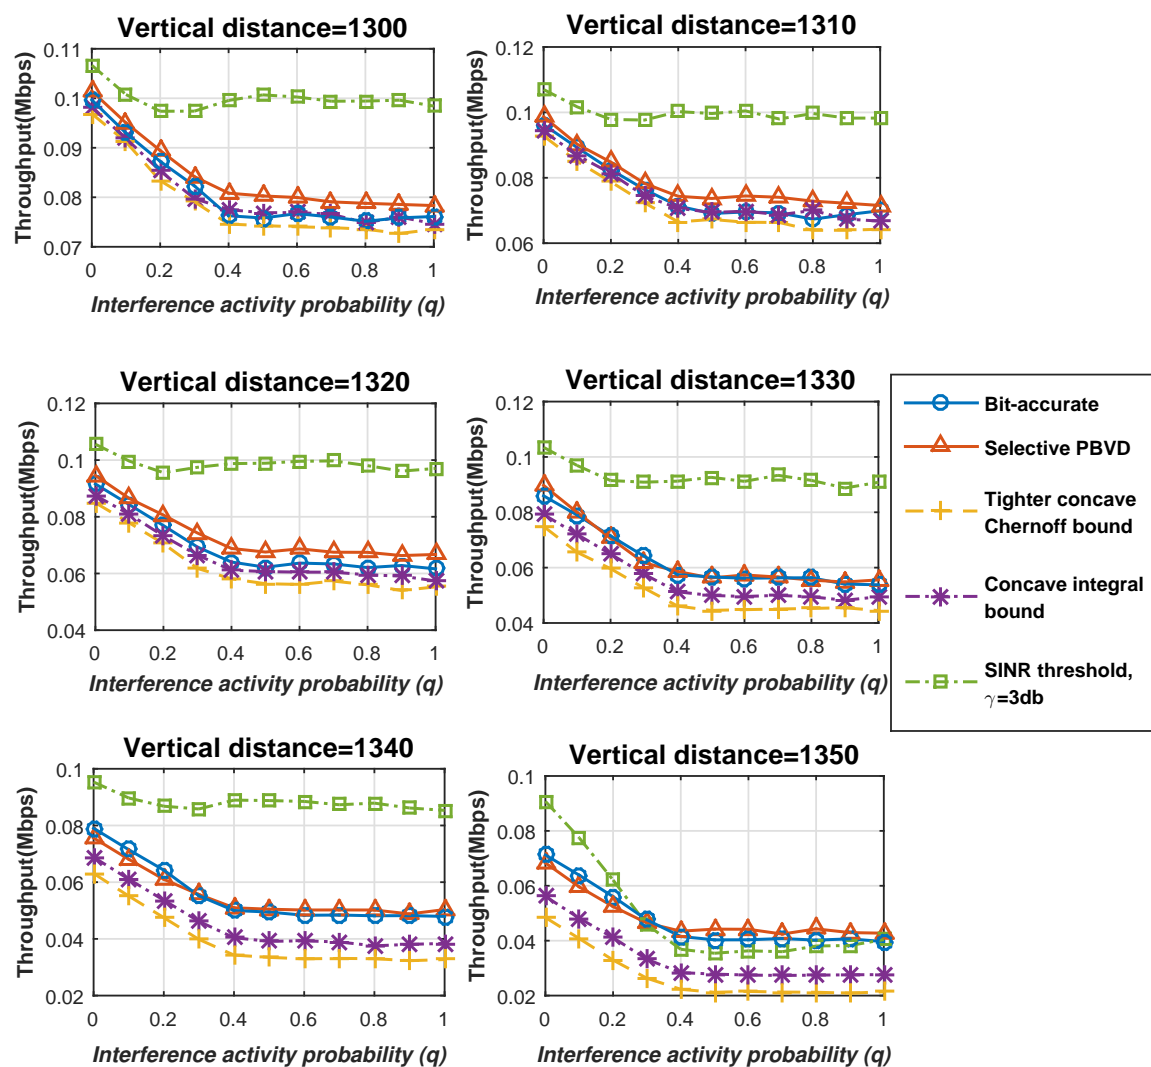 Vertical distance=1300
Throughput(Mbps)
0.11
0.1
0.09
0.08
0.07
0 0.2 0.4 0.6 0.8 1
Interference activity probability (q)
Vertical distance=1310
Throughput(Mbps)
0.12
0.1
0.08
0.06
0 0.2 0.4 0.6 0.8 1
Interference activity probability (q)
Vertical distance=1320
Throughput(Mbps)
0.12
0.1
0.08
0.06
0.04
0 0.2 0.4 0.6 0.8 1
Interference activity probability (q)
Vertical distance=1330
Throughput(Mbps)
0.12
0.1
0.08
0.06
0.04
0 0.2 0.4 0.6 0.8 1
Interference activity probability (q)
Bit-accurate
Selective PBVD
Tighter concave
Chernoff bound
Concave integral
bound
SINR threshold,
γ=3db
Vertical distance=1340
Throughput(Mbps)
0.1
0.08
0.06
0.04
0.02
0 0.2 0.4 0.6 0.8 1
Interference activity probability (q)
Vertical distance=1350
Throughput(Mbps)
0.1
0.08
0.06
0.04
0.02
0 0.2 0.4 0.6 0.8 1
Interference activity probability (q)